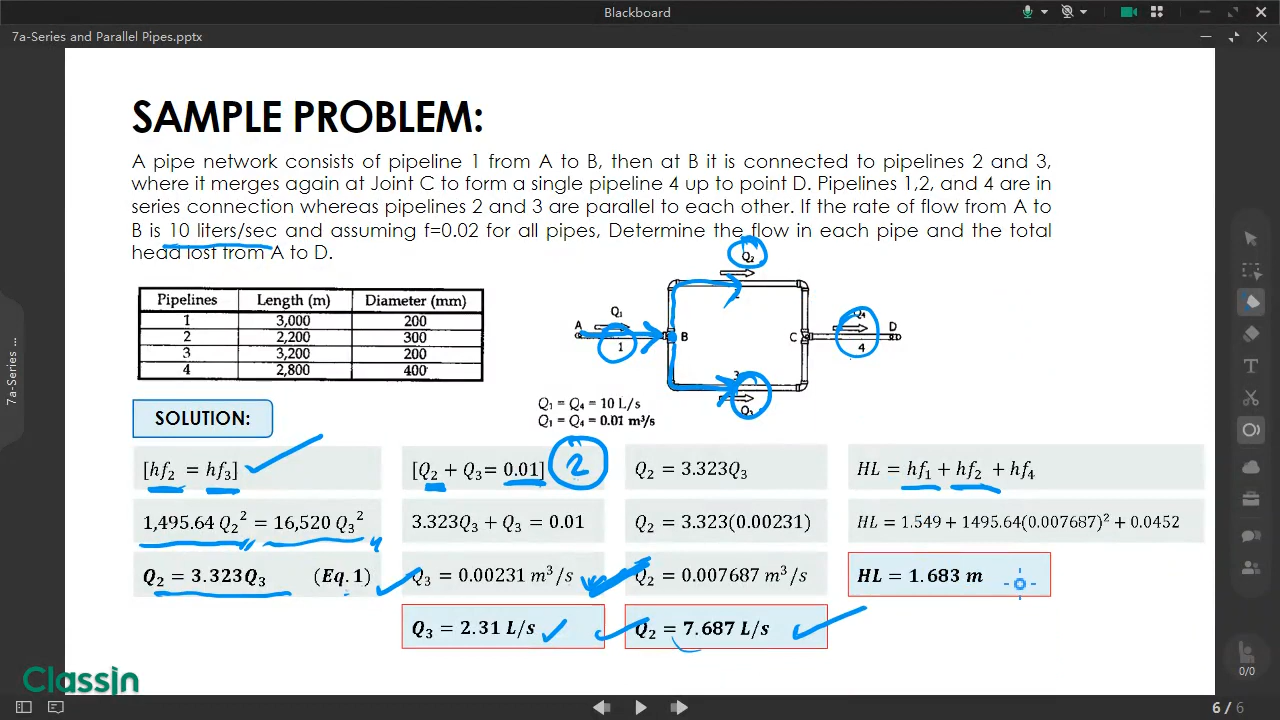 Blackboard
7a-Series and Parallel Pipes.pptx
SAMPLE PROBLEM:
A pipe network consists of pipeline 1 from A to B, then at B it is connected to pipelines 2 and 3,
where it merges again at Joint C to form a single pipeline 4 up to point D. Pipelines 1,2, and 4 are in
series connection whereas pipelines 2 and 3 are parallel to each other. If the rate of flow from A to
B is 10 liters/sec and assuming f=0.02 for all pipes, Determine the flow in each pipe and the total
head lost from A to D.
Pipelines Length (m) Diameter (mm)
1 3,000 200
2 2,200 300
3 3,200 200
4 2,800 400
Q₂
Q₁
Q₄
A
B
C
D
1
4
3
Q₃
Q₁ = Q₄ = 10 L/s
Q₁ = Q₄ = 0.01 m³/s
SOLUTION:
[hf₂ = hf₃]
1,495.64 Q₂² = 16,520 Q₃²
Q₂ = 3.323Q₃ (Eq.1)
[Q₂ + Q₃= 0.01]
2
3.323Q₃ + Q₃ = 0.01
Q₃ = 0.00231 m³/s
Q₃ = 2.31 L/s
Q₂ = 3.323Q₃
Q₂ = 3.323(0.00231)
Q₂ = 0.007687 m³/s
Q₂ = 7.687 L/s
HL = hf₁ + hf₂ + hf₄
HL = 1.549 + 1495.64(0.007687)² + 0.0452
HL = 1.683 m
7a-Series ...
0/0
ClassIn
6 / 6